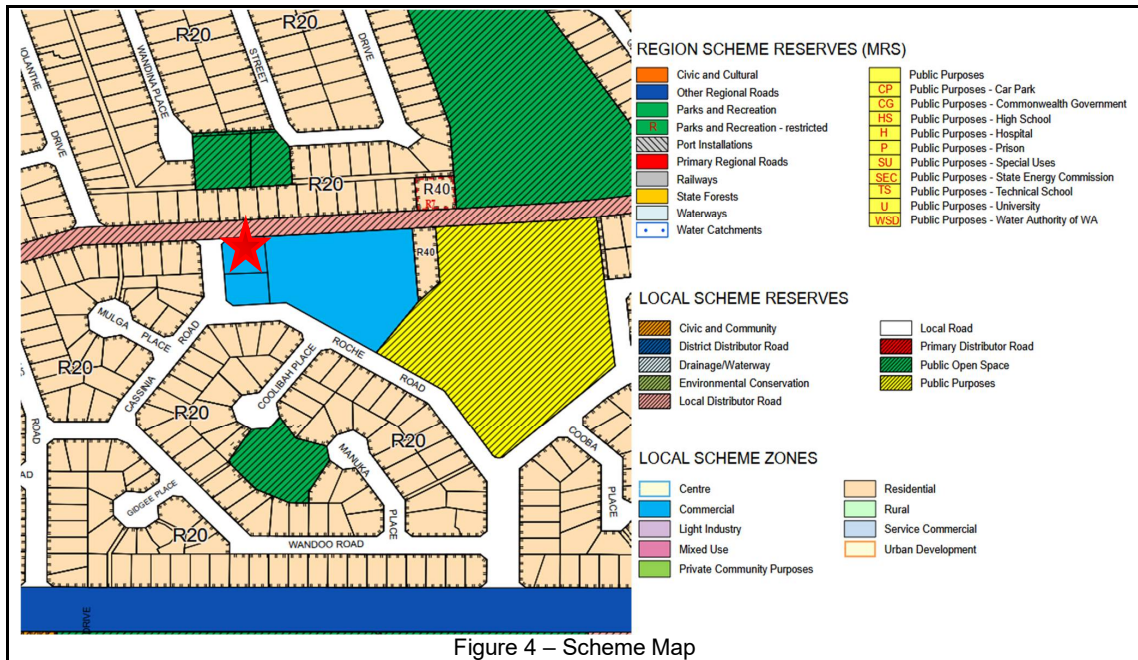 R20
R20
WANDINA PLACE
STREET
DRIVE
DRIVE
R20
R40
R40
MULGA
PLACE
ROAD
CASSINIA
R20
ROCHE
ROAD
COOLIBAH PLACE
R20
R20
MANUKA
PLACE
ROAD
GIDGEE PLACE
R20
WANDOO ROAD
COOBA
PLACE
DRIVE
REGION SCHEME RESERVES (MRS)
Civic and Cultural
Other Regional Roads
Parks and Recreation
R Parks and Recreation - restricted
Port Installations
Primary Regional Roads
Railways
State Forests
Waterways
Water Catchments
Public Purposes
CP Public Purposes - Car Park
CG Public Purposes - Commonwealth Government
HS Public Purposes - High School
H Public Purposes - Hospital
P Public Purposes - Prison
SU Public Purposes - Special Uses
SEC Public Purposes - State Energy Commission
TS Public Purposes - Technical School
U Public Purposes - University
WSD Public Purposes - Water Authority of WA
LOCAL SCHEME RESERVES
Civic and Community
District Distributor Road
Drainage/Waterway
Environmental Conservation
Local Distributor Road
Local Road
Primary Distributor Road
Public Open Space
Public Purposes
LOCAL SCHEME ZONES
Centre
Commercial
Light Industry
Mixed Use
Private Community Purposes
Residential
Rural
Service Commercial
Urban Development
Figure 4 – Scheme Map